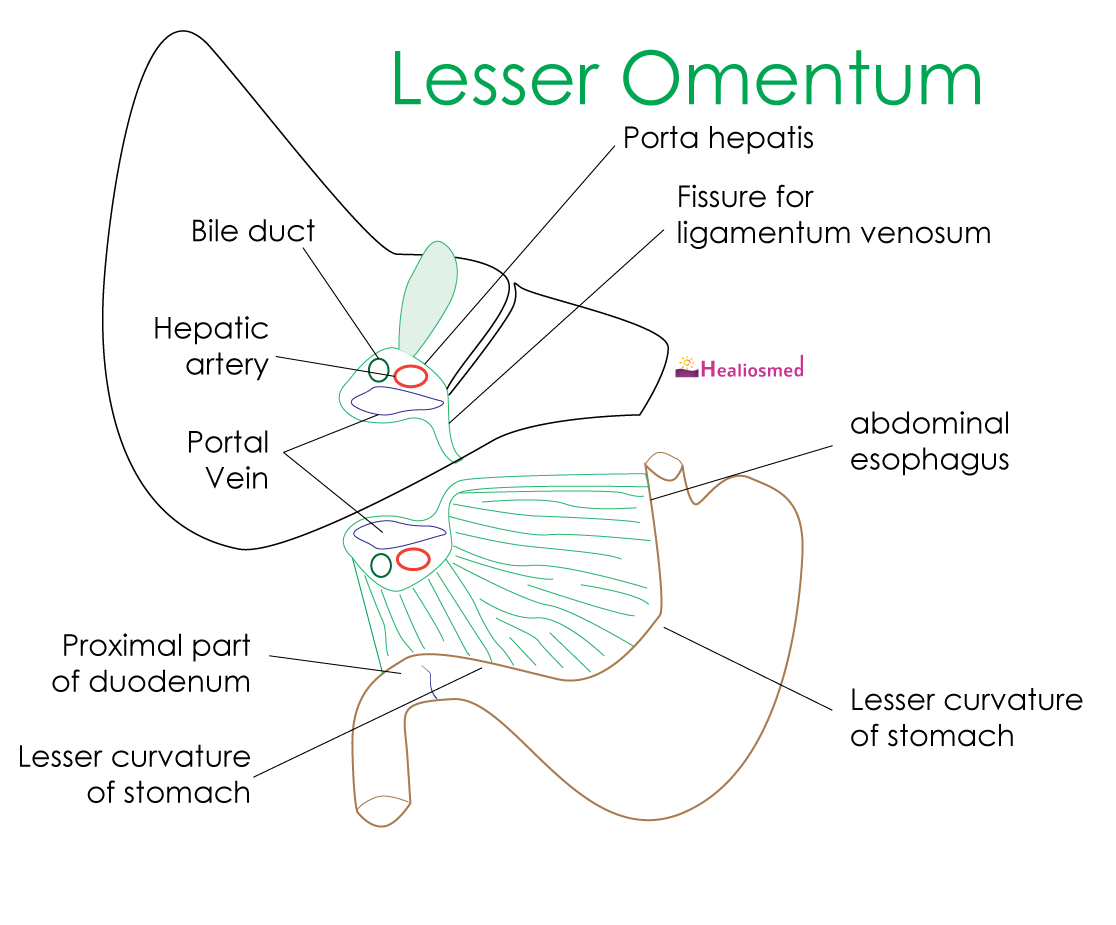 Lesser Omentum
Porta hepatis
Fissure for
ligamentum venosum
Bile duct
Hepatic
artery
Healiosmed
Portal
Vein
abdominal
esophagus
Proximal part
of duodenum
Lesser curvature
of stomach
Lesser curvature
of stomach